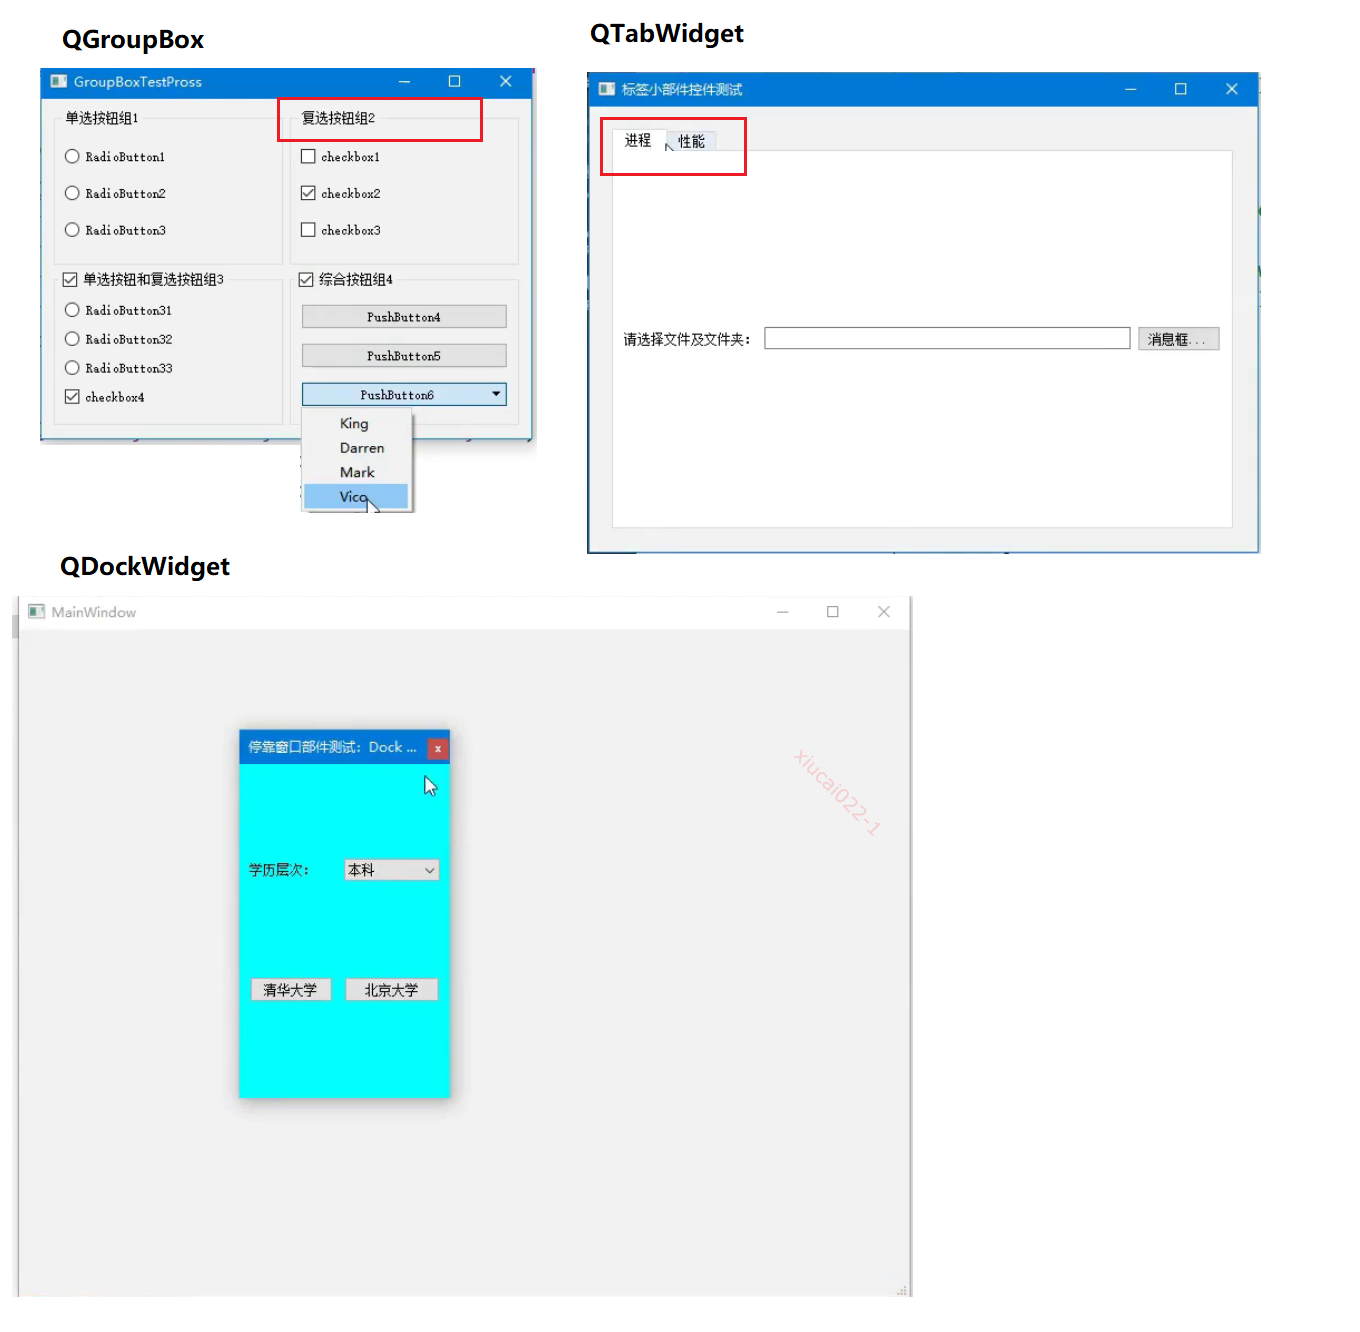 QGroupBox
GroupBoxTestPross
单选按钮组1
RadioButton1
RadioButton2
RadioButton3
复选按钮组2
checkbox1
checkbox2
checkbox3
单选按钮和复选按钮组3
RadioButton31
RadioButton32
RadioButton33
checkbox4
综合按钮组4
PushButton4
PushButton5
PushButton6
King
Darren
Mark
Vico
QTabWidget
标签小部件控件测试
进程 性能
请选择文件及文件夹： 消息框...
QDockWidget
MainWindow
停靠窗口部件测试：Dock ...
学历层次： 本科
清华大学 北京大学
xiucai022-1